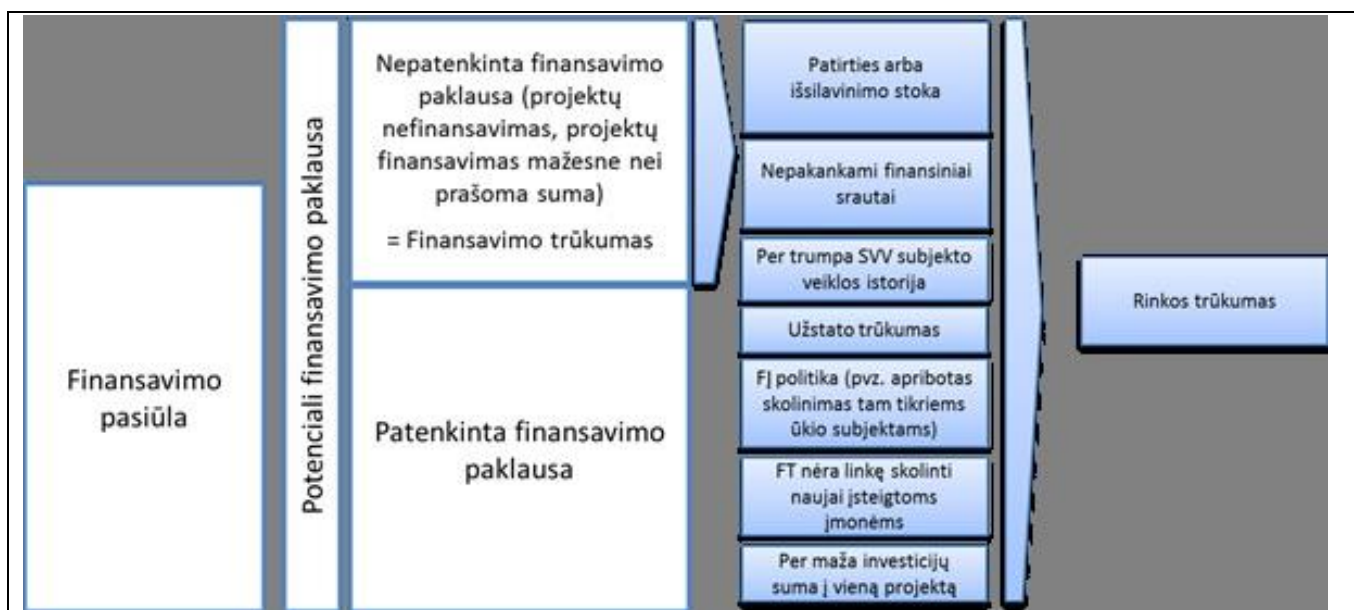 Finansavimo
pasiūla
Potenciali finansavimo paklausa
Nepatenkinta finansavimo
paklausa (projektų
nefinansavimas, projektų
finansavimas mažesne nei
prašoma suma)
= Finansavimo trūkumas
Patenkinta finansavimo
paklausa
Patirties arba
išsilavinimo stoka
Nepakankami finansiniai
srautai
Per trumpa SVV subjekto
veiklos istorija
Užstato trūkumas
FĮ politika (pvz. apribotas
skolinimas tam tikriems
ūkio subjektams)
FT nėra linkę skolinti
naujai įsteigtoms
įmonėms
Per maža investicijų
suma į vieną projektą
Rinkos trūkumas